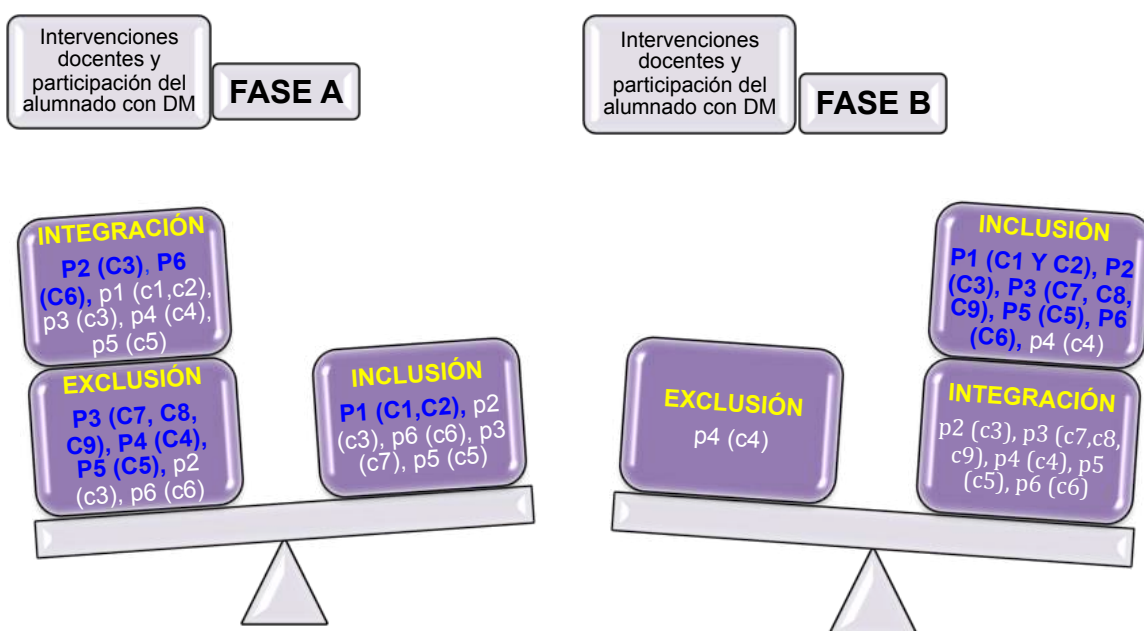 Intervenciones
docentes y
participación del
alumnado con DM
FASE A
INTEGRACIÓN
P2 (C3), P6
(C6), p1 (c1,c2),
p3 (c3), p4 (c4),
p5 (c5)
EXCLUSIÓN
P3 (C7, C8,
C9), P4 (C4),
P5 (C5), p2
(c3), p6 (c6)
INCLUSIÓN
P1 (C1,C2), p2
(c3), p6 (c6), p3
(c7), p5 (c5)
Intervenciones
docentes y
participación del
alumnado con DM
FASE B
EXCLUSIÓN
p4 (c4)
INCLUSIÓN
P1 (C1 Y C2), P2
(C3), P3 (C7, C8,
C9), P5 (C5), P6
(C6), p4 (c4)
INTEGRACIÓN
p2 (c3), p3 (c7,c8,
c9), p4 (c4), p5
(c5), p6 (c6)